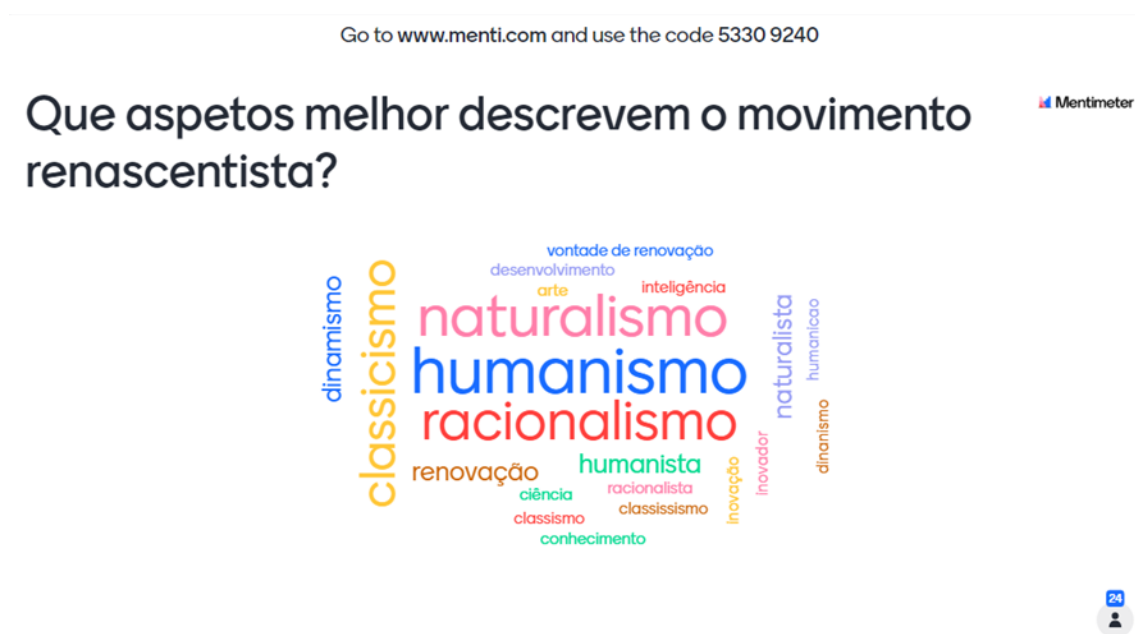 Go to www.menti.com and use the code 5330 9240
Mentimeter
Que aspetos melhor descrevem o movimento
renascentista?
vontade de renovação
desenvolvimento
arte
inteligência
dinamismo
classicismo
naturalismo
humanismo
racionalismo
naturalista
humanicao
dinanismo
inovador
inovação
renovação
humanista
ciência
racionalista
classismo
classissismo
conhecimento
24